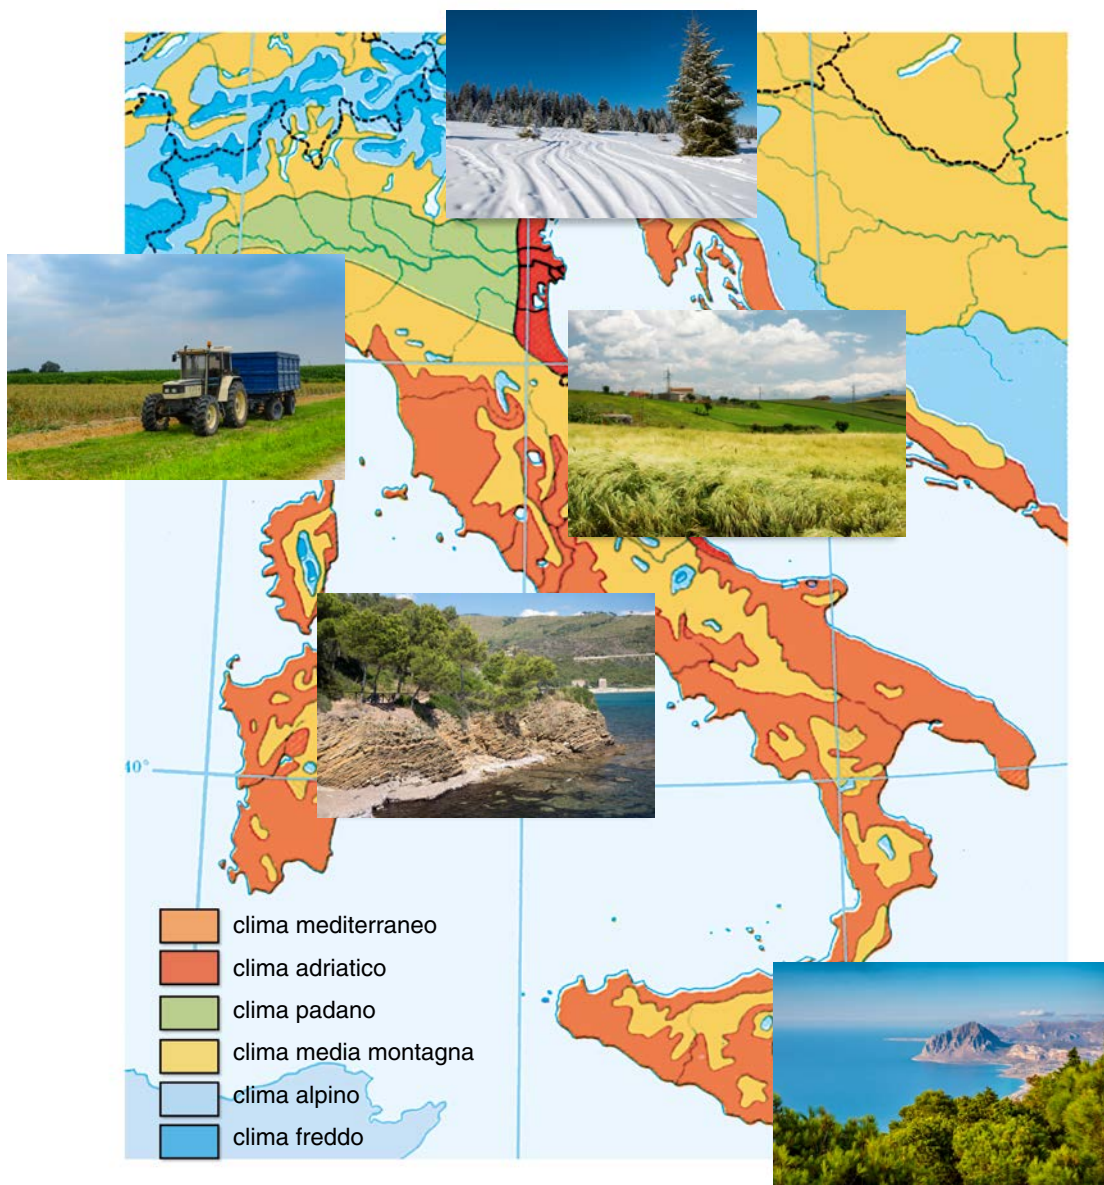 40°
clima mediterraneo
clima adriatico
clima padano
clima media montagna
clima alpino
clima freddo